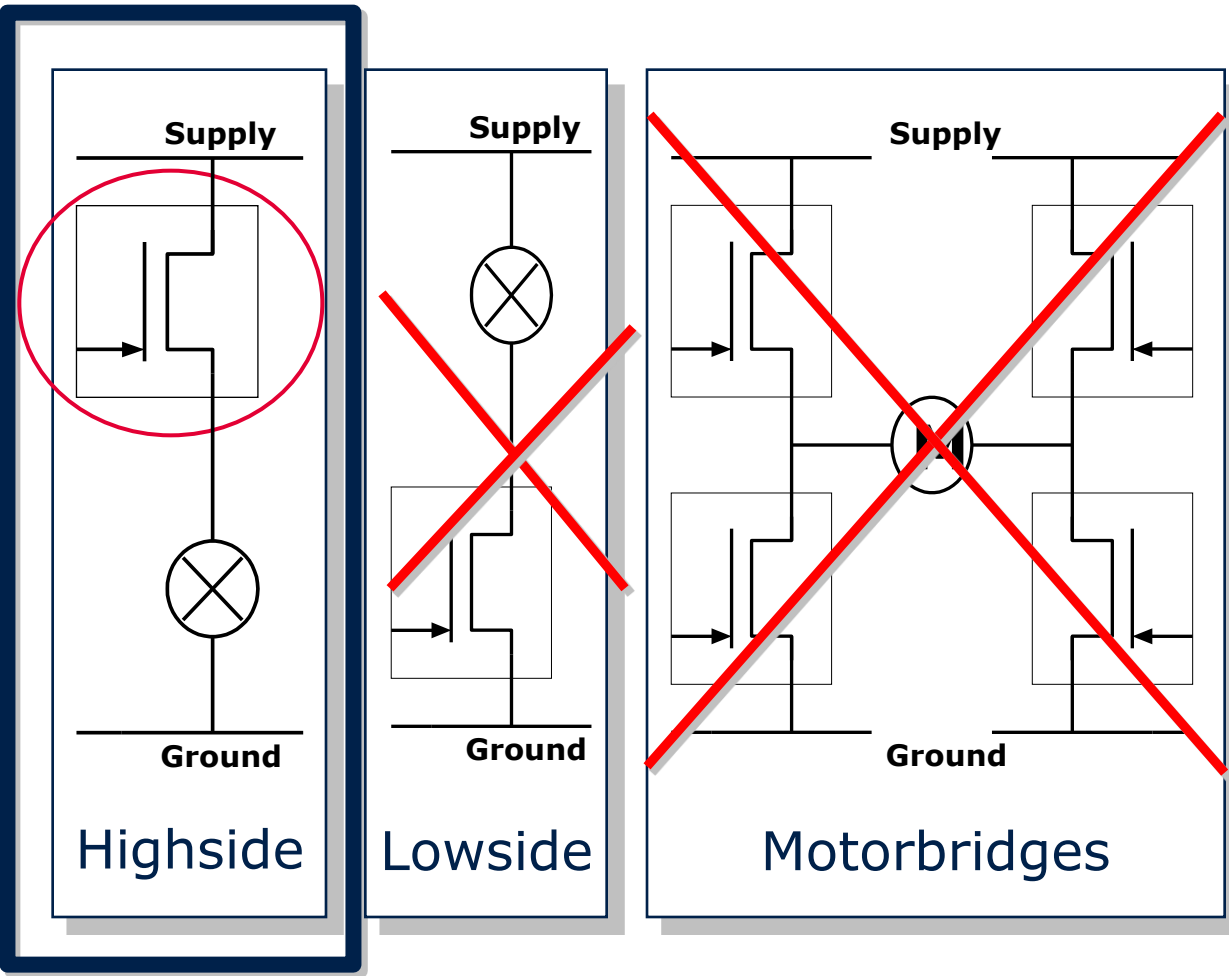 Supply
Ground
Highside
Supply
Ground
Lowside
Supply
Ground
Motorbridges